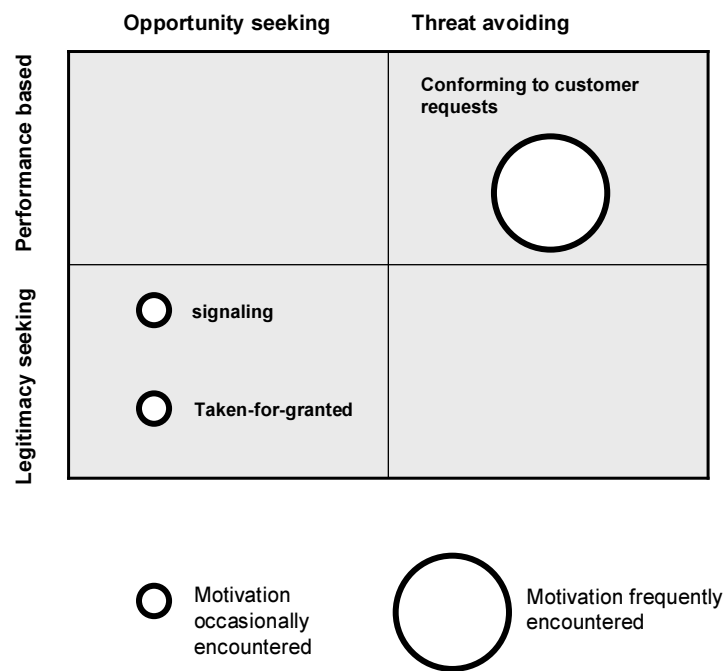 Opportunity seeking
Threat avoiding
Performance based
Conforming to customer
requests
Legitimacy seeking
signaling
Taken-for-granted
Motivation
occasionally
encountered
Motivation frequently
encountered